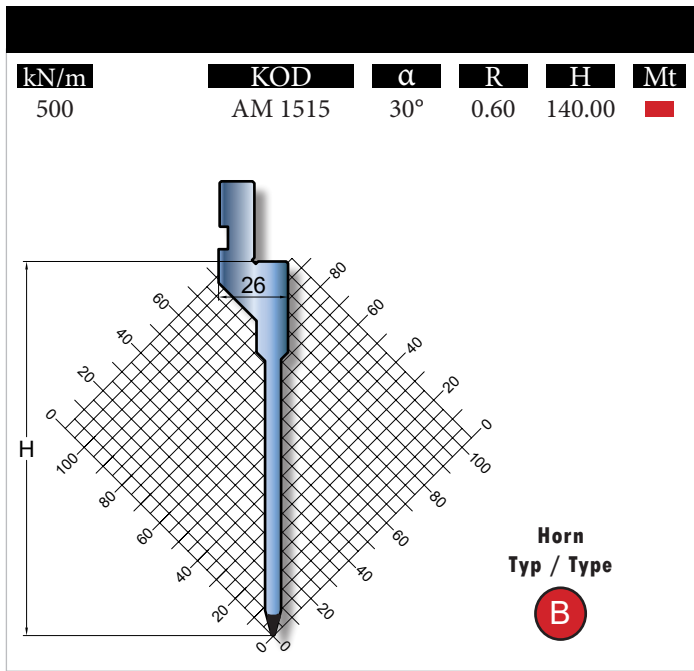 kN/m KOD α R H Mt
500 AM 1515 30° 0.60 140.00
26
H
0 20 40 60
80 60 40 20 0
100 80 60 40 20 0
0 20 40 60 80 100
Horn
Typ / Type
B